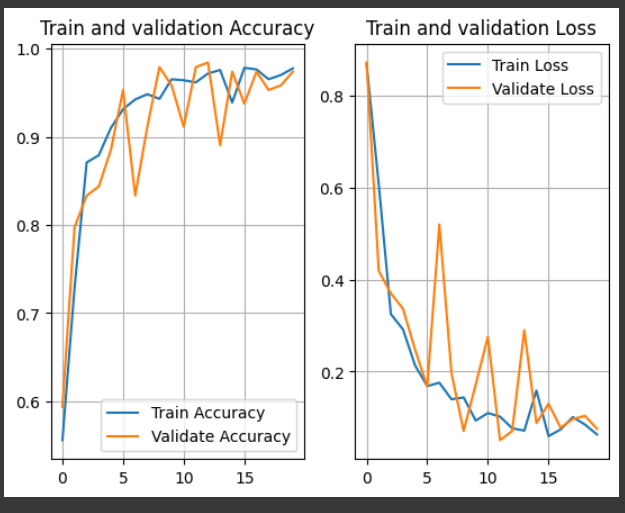 Train and validation Accuracy
1.0
0.9
0.8
0.7
0.6
0
5
10
15
Train Accuracy
Validate Accuracy
Train and validation Loss
0.8
0.6
0.4
0.2
0
5
10
15
Train Loss
Validate Loss